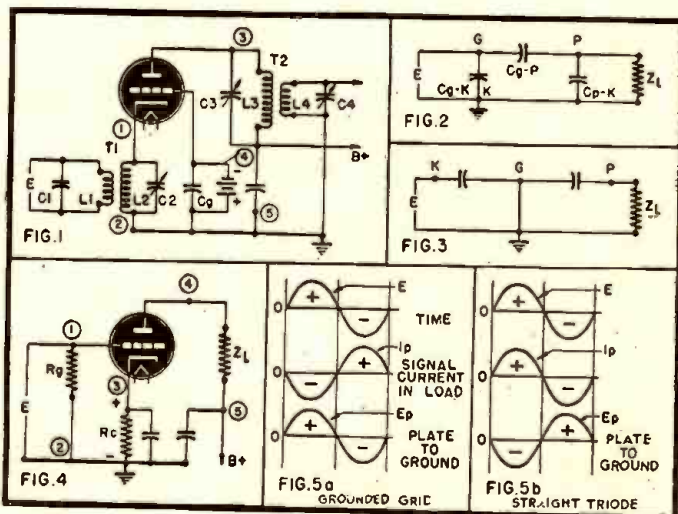 ③
T2
C3
L3
L4
C4
①
T1
④
B+
E
C1
L1
L2
C2
Cg
-
+
⑤
②
FIG.1
G
P
Cg-P
E
Cg-K
K
Cp-K
ZL
FIG.2
K
G
P
E
ZL
FIG.3
④
①
Rg
ZL
③
+
E
⑤
②
Rc
-
B+
FIG.4
+
E
0
-
TIME
+
Ip
0
-
SIGNAL
CURRENT
IN LOAD
+
Ep
0
-
PLATE
TO
GROUND
FIG.5a
GROUNDED GRID
+
E
0
-
+
Ip
0
-
Ep
+
0
-
PLATE
TO
GROUND
FIG.5b
STRAIGHT TRIODE